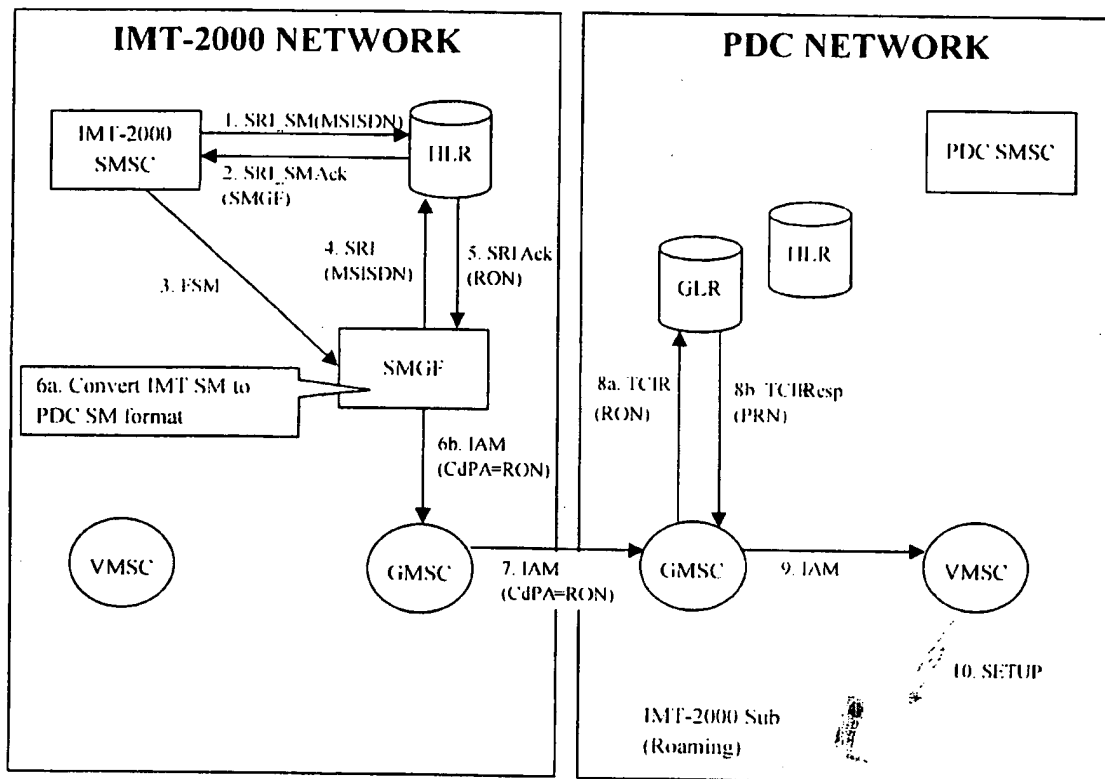 IMT-2000 NETWORK
PDC NETWORK
IMT-2000
SMSC
1. SRI_SM(MSISDN)
2. SRI_SMAck
(SMGF)
HLR
PDC SMSC
HLR
GLR
3. FSM
4. SRI
(MSISDN)
5. SRIAck
(RON)
SMGF
6a. Convert IMT SM to
PDC SM format
6b. IAM
(CdPA=RON)
8a. TCIR
(RON)
8b. TCIResp
(PRN)
VMSC
GMSC
7. IAM
(CdPA=RON)
GMSC
9. IAM
VMSC
10. SETUP
IMT-2000 Sub
(Roaming)